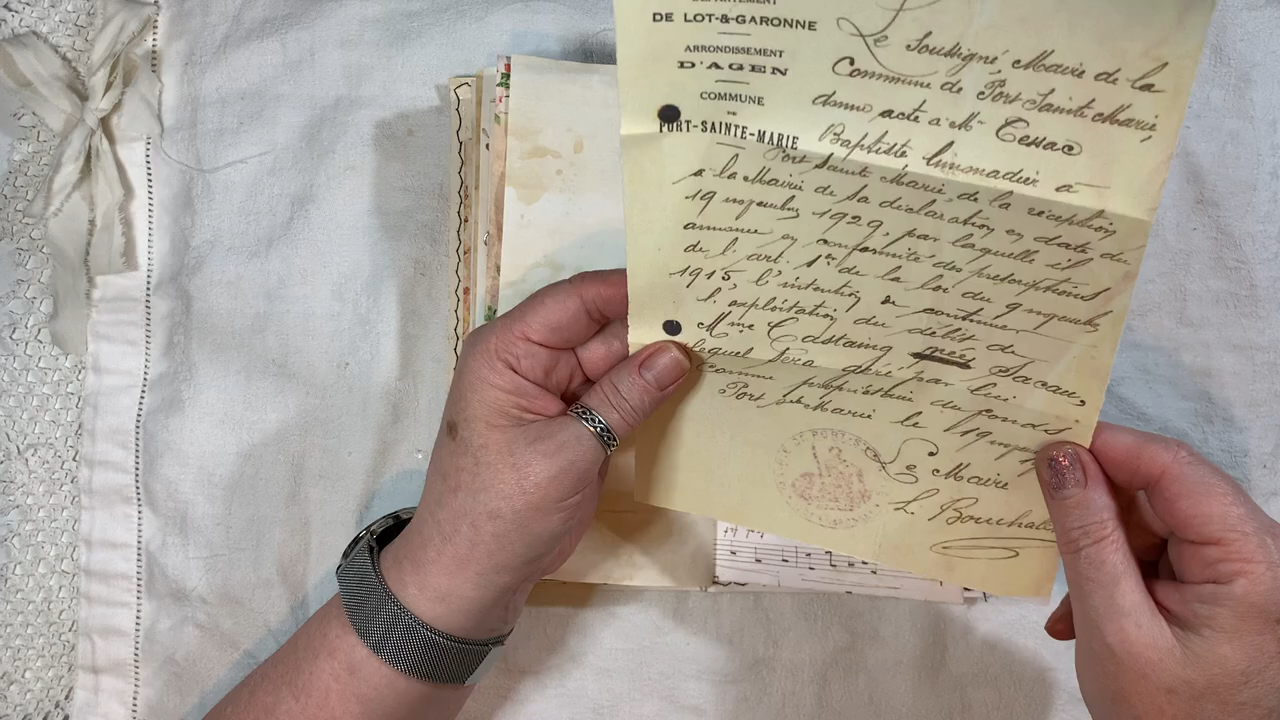 DÉPARTEMENT
DE LOT-&-GARONNE
ARRONDISSEMENT
D'AGEN
COMMUNE
DE
PORT-SAINTE-MARIE
Le Soussigné, Maire de la
Commune de Port Sainte Marie,
donne acte à Mr Cessac
Baptiste limonadier à
Port Sainte Marie, de la réception
à la Mairie de sa déclaration en date du
19 novembre 1929, par laquelle il
annonce en conformité des prescriptions
de l'art. 1er de la loi du 9 novembre
1915, l'intention de continuer
l'exploitation du débit de
Mme Castaing Sacau,
lequel sera géré par lui
comme propriétaire du fonds
Port Ste Marie le 19
Le Maire
L.